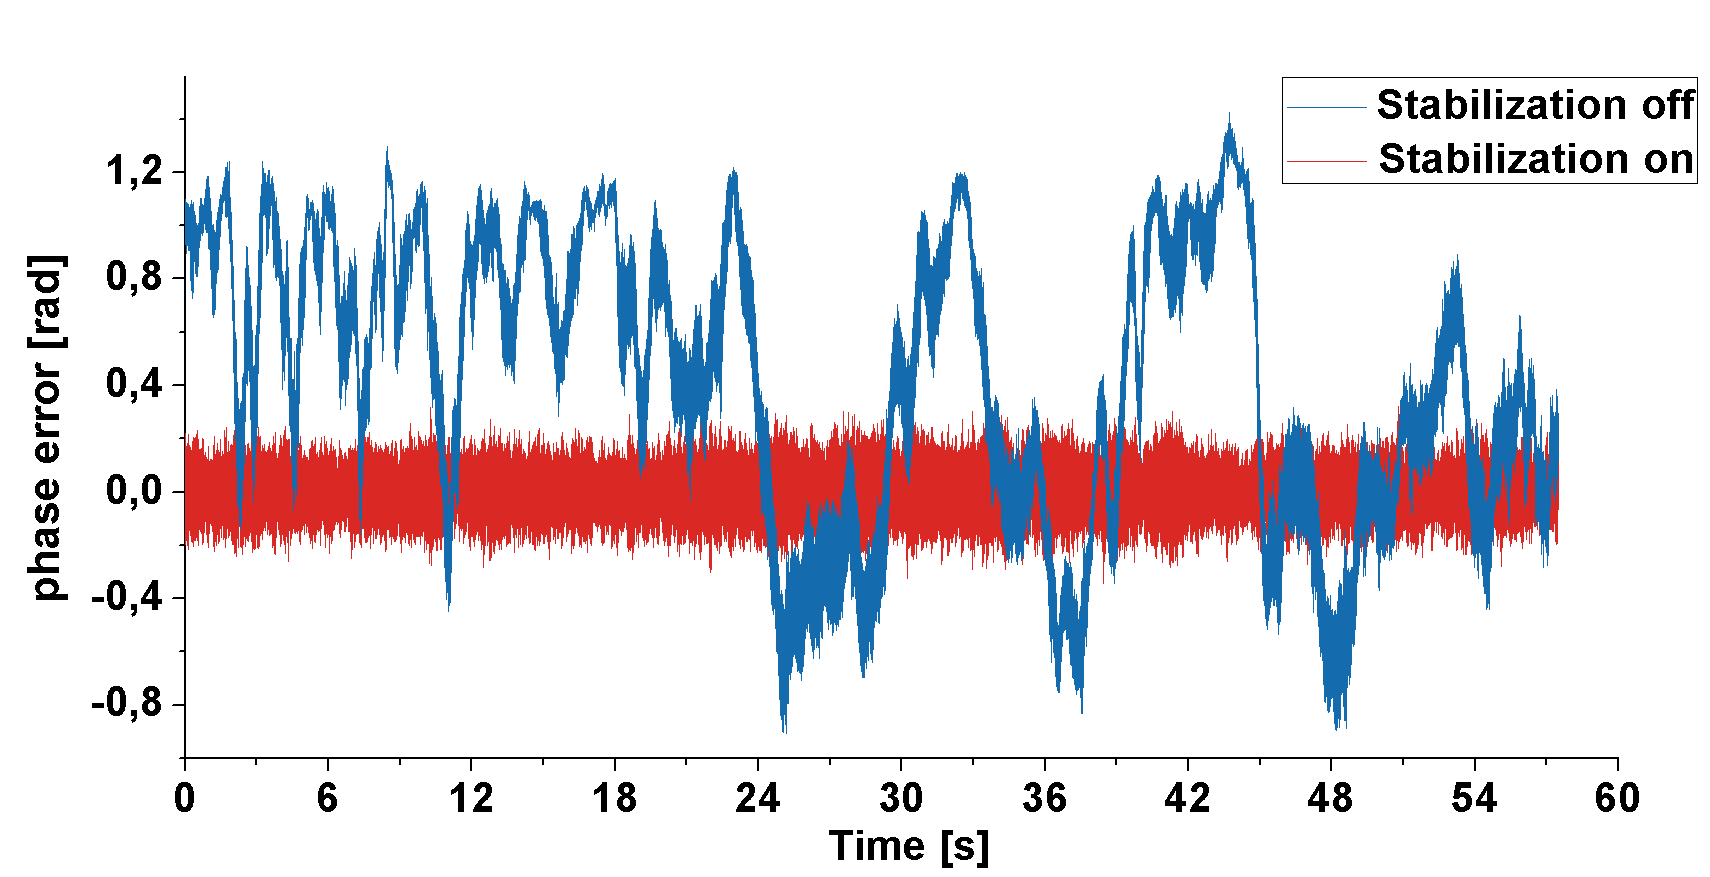 Stabilization off
Stabilization on
phase error [rad]
1,2
0,8
0,4
0,0
-0,4
-0,8
0 6 12 18 24 30 36 42 48 54 60
Time [s]